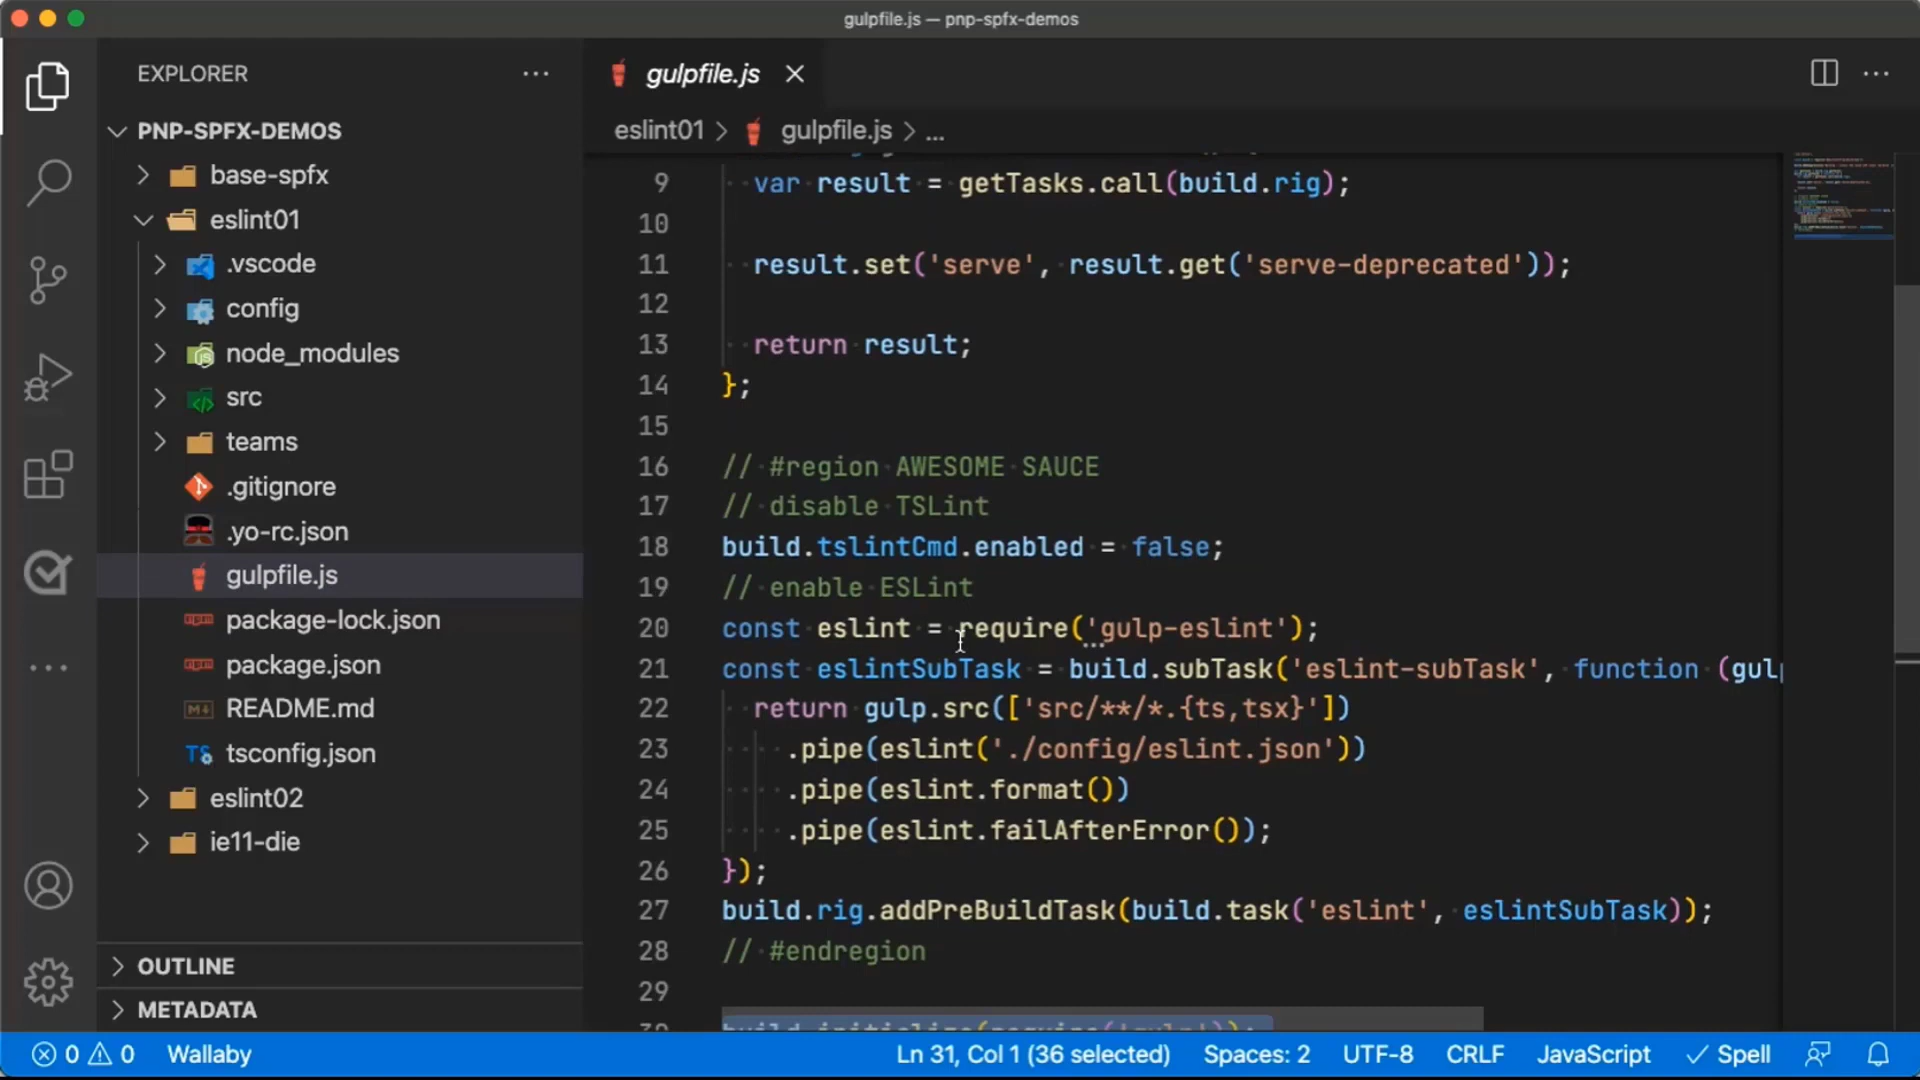 gulpfile.js — pnp-spfx-demos
EXPLORER
PNP-SPFX-DEMOS
base-spfx
eslint01
.vscode
config
node_modules
src
teams
.gitignore
.yo-rc.json
gulpfile.js
package-lock.json
package.json
README.md
tsconfig.json
eslint02
ie11-die
OUTLINE
METADATA
gulpfile.js
eslint01 > gulpfile.js > ...
9 var result = getTasks.call(build.rig);
10
11 result.set('serve', result.get('serve-deprecated'));
12
13 return result;
14 };
15
16 // #region AWESOME SAUCE
17 // disable TSLint
18 build.tslintCmd.enabled = false;
19 // enable ESLint
20 const eslint = require('gulp-eslint');
21 const eslintSubTask = build.subTask('eslint-subTask', function (gul
22 return gulp.src(['src/**/*.{ts,tsx}'])
23 .pipe(eslint('./config/eslint.json'))
24 .pipe(eslint.format())
25 .pipe(eslint.failAfterError());
26 });
27 build.rig.addPreBuildTask(build.task('eslint', eslintSubTask));
28 // #endregion
29
30 build.initialize(require('gulp'));
0 0 Wallaby Ln 31, Col 1 (36 selected) Spaces: 2 UTF-8 CRLF JavaScript Spell